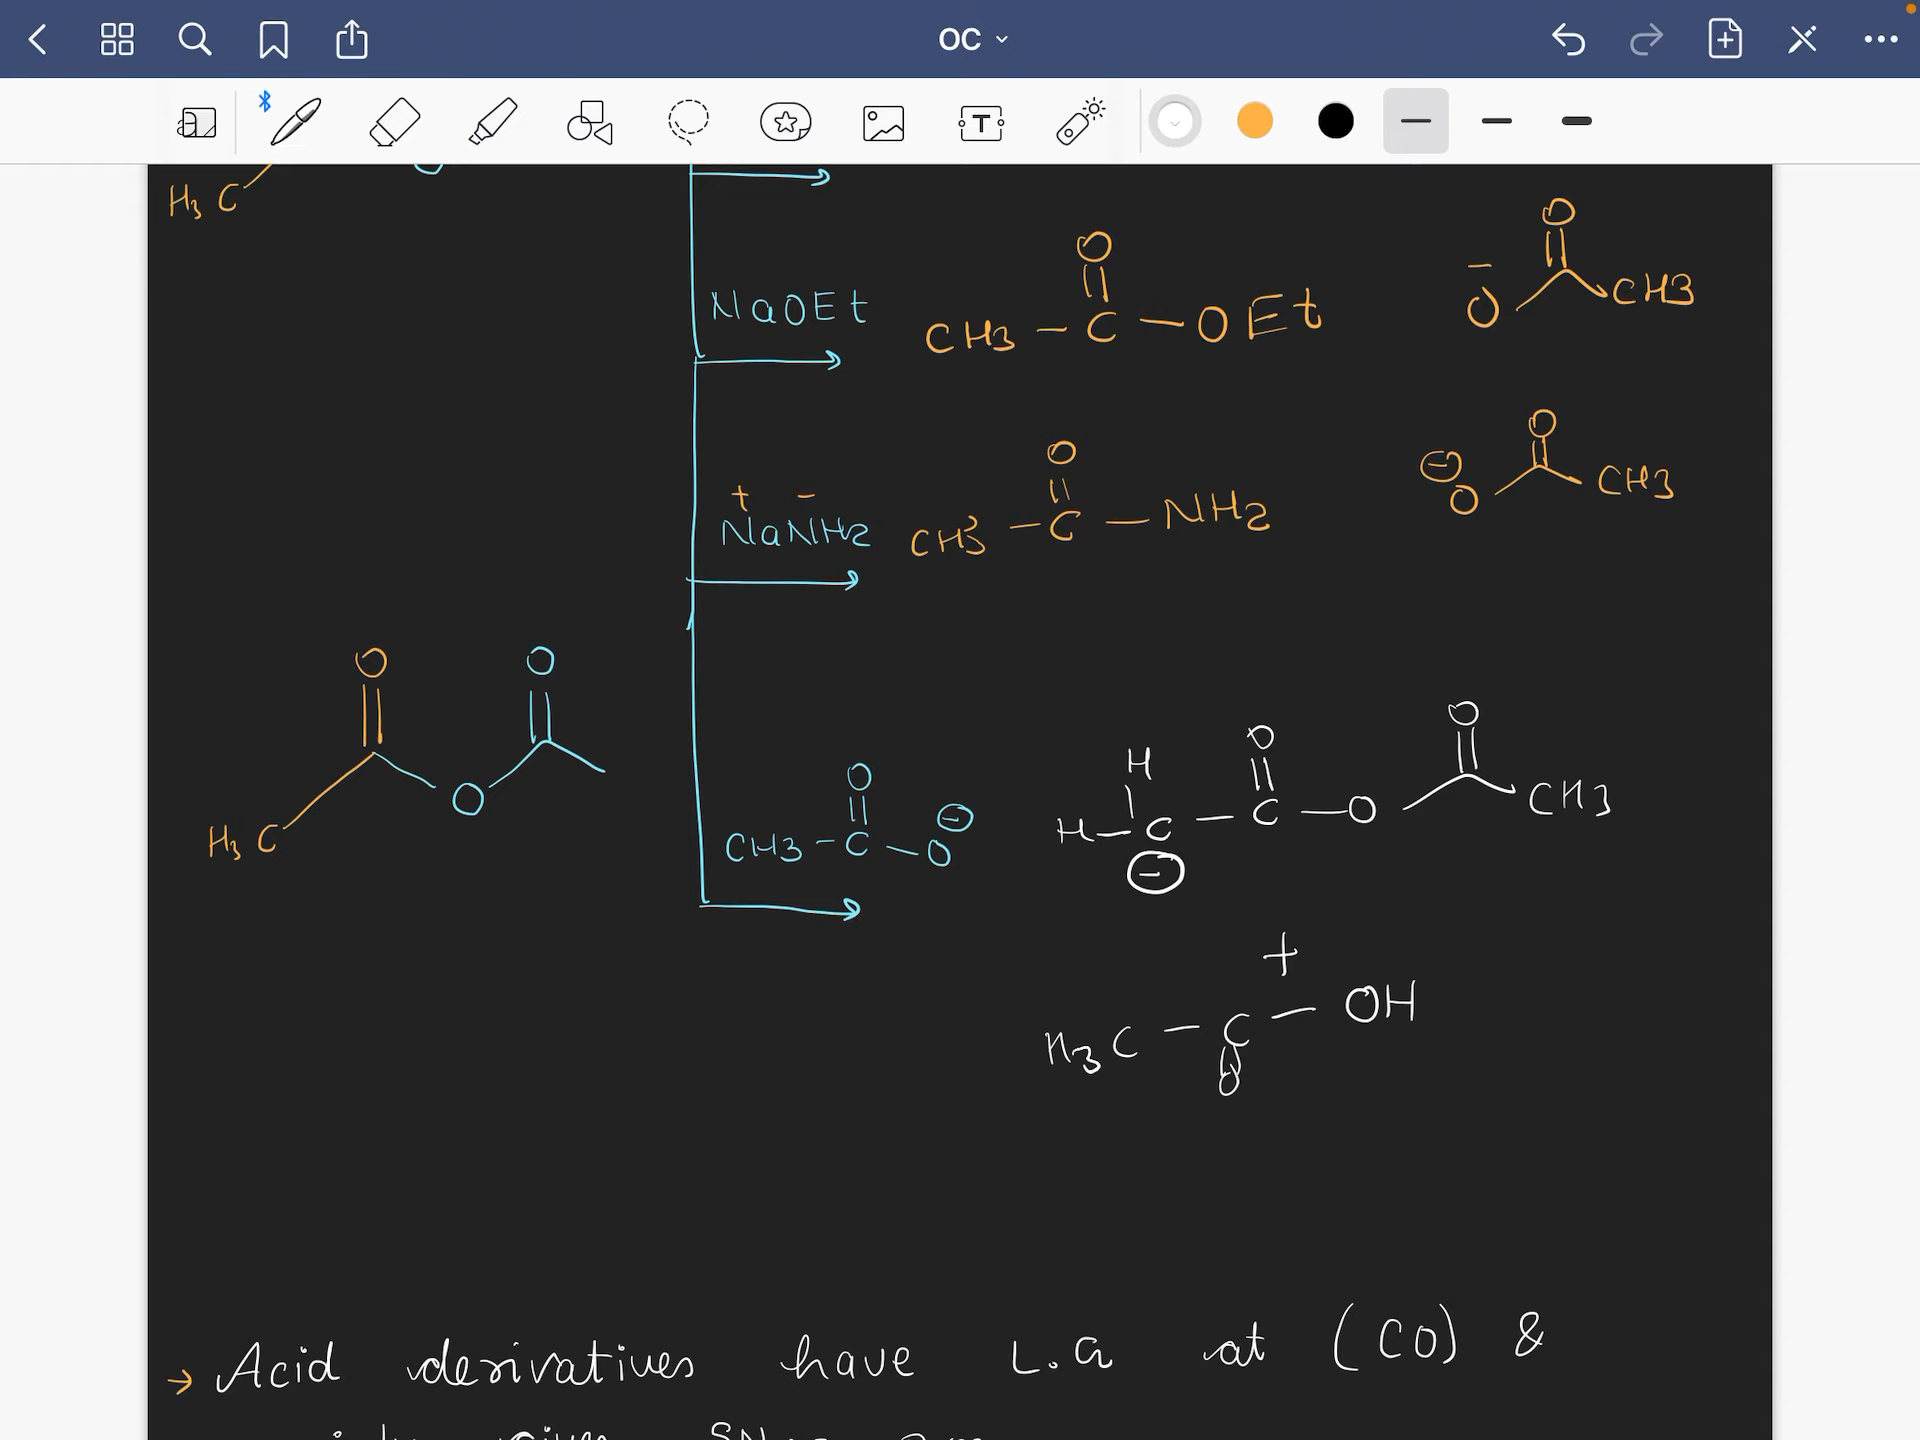 OC
T
H3C
NaOEt
O
CH3 - C - OEt
O
-
O
CH3
+ -
NaNH2
O
CH3 - C - NH2
O
⊖
O
CH3
O
O
H3C
O
O
⊖
CH3 - C - O
H
O
O
H - C - C - O
CH3
⊖
+
H3C - C - OH
O
→ Acid derivatives have L.G at (CO) &